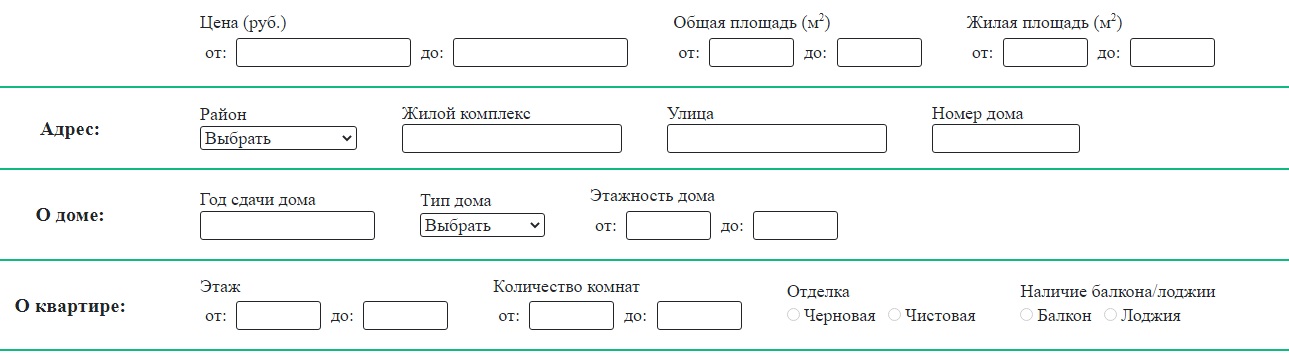 Цена (руб.) Общая площадь (м²) Жилая площадь (м²)
от: до: от: до: от: до:
Район Жилой комплекс Улица Номер дома
Адрес:
Выбрать
Год сдачи дома Тип дома Этажность дома
О доме:
Выбрать от: до:
Этаж Количество комнат Отделка Наличие балкона/лоджии
О квартире:
от: до: от: до: Черновая Чистовая Балкон Лоджия